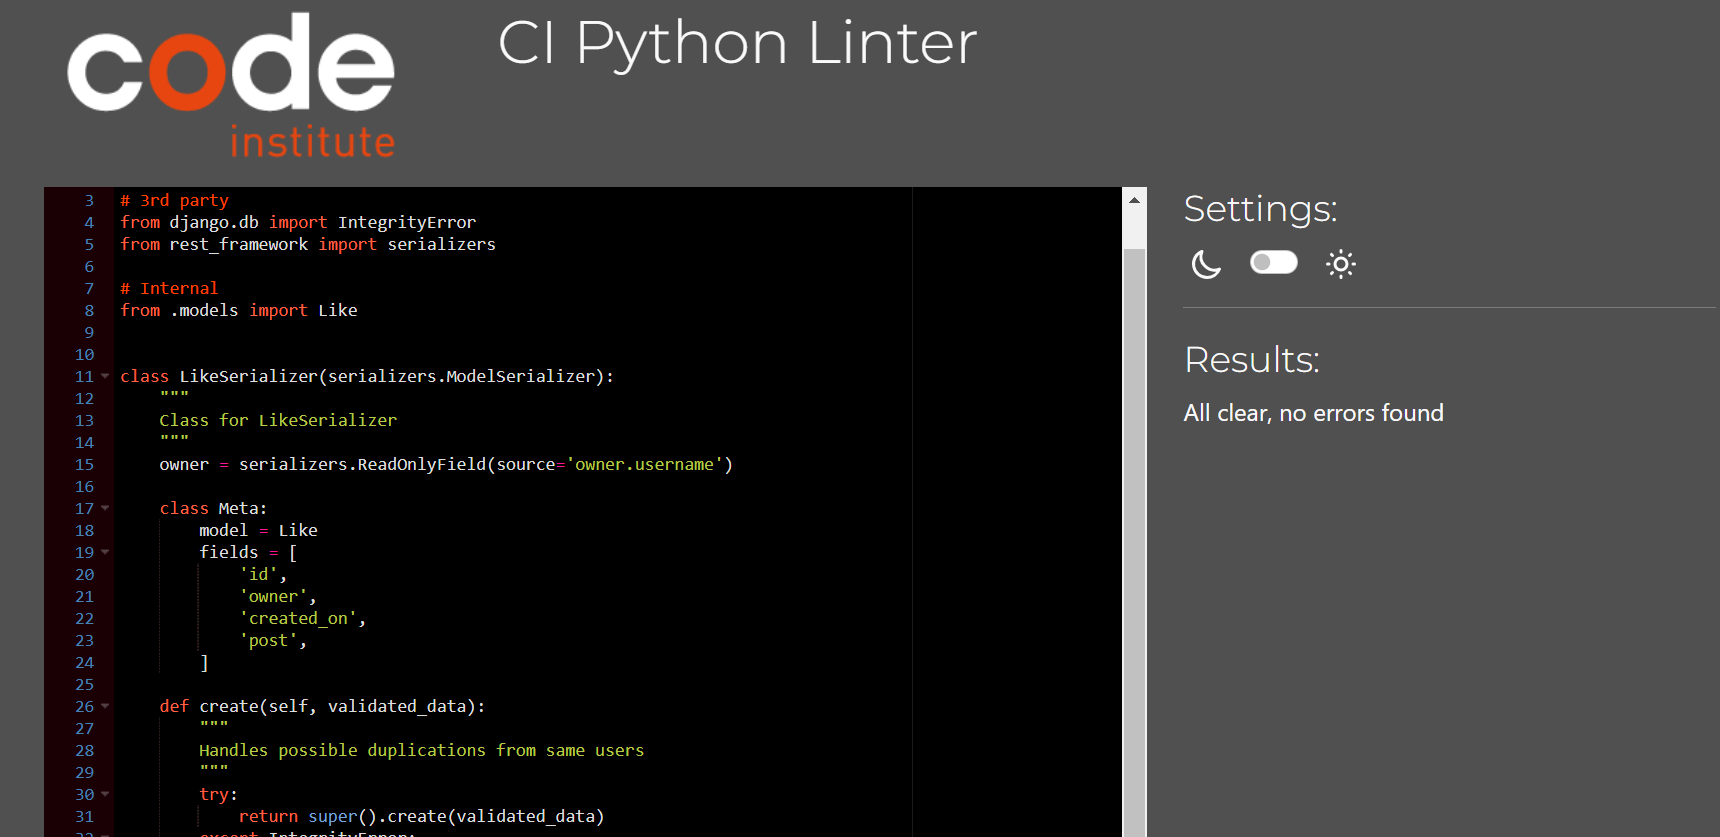 code
institute
CI Python Linter
3 # 3rd party
4 from django.db import IntegrityError
5 from rest_framework import serializers
6
7 # Internal
8 from .models import Like
9
10
11 class LikeSerializer(serializers.ModelSerializer):
12 """
13 Class for LikeSerializer
14 """
15 owner = serializers.ReadOnlyField(source='owner.username')
16
17 class Meta:
18 model = Like
19 fields = [
20 'id',
21 'owner',
22 'created_on',
23 'post',
24 ]
25
26 def create(self, validated_data):
27 """
28 Handles possible duplications from same users
29 """
30 try:
31 return super().create(validated_data)
32 except IntegrityError:
Settings:
Results:
All clear, no errors found